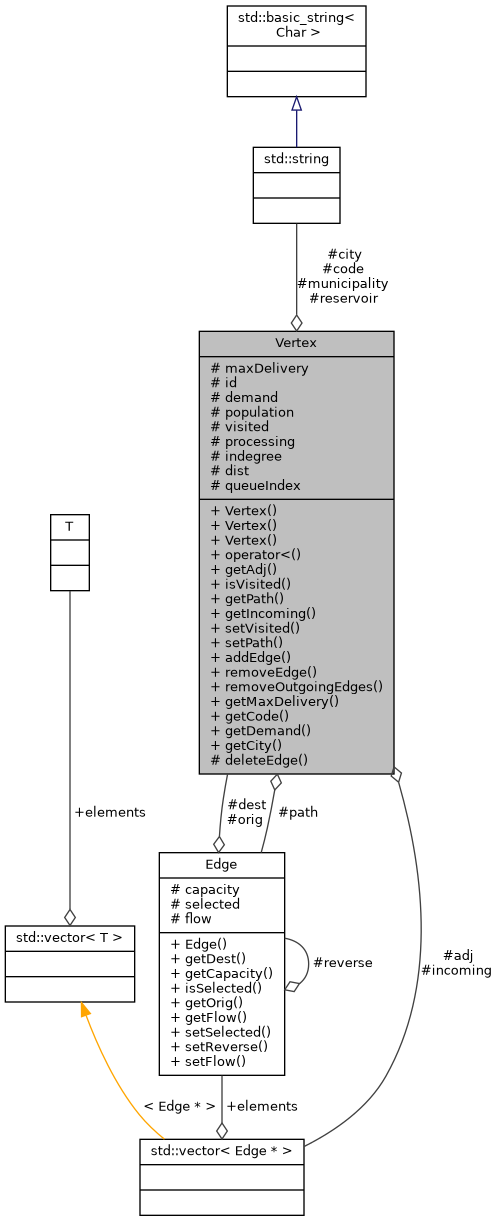 std::basic_string<
Char >
std::string
#city
#code
#municipality
#reservoir
Vertex
# maxDelivery
# id
# demand
# population
# visited
# processing
# indegree
# dist
# queueIndex
+ Vertex()
+ Vertex()
+ Vertex()
+ operator<()
+ getAdj()
+ isVisited()
+ getPath()
+ getIncoming()
+ setVisited()
+ setPath()
+ addEdge()
+ removeEdge()
+ removeOutgoingEdges()
+ getMaxDelivery()
+ getCode()
+ getDemand()
+ getCity()
# deleteEdge()
T
+elements
#dest
#orig
#path
Edge
# capacity
# selected
# flow
+ Edge()
+ getDest()
+ getCapacity()
+ isSelected()
+ getOrig()
+ getFlow()
+ setSelected()
+ setReverse()
+ setFlow()
#reverse
#adj
#incoming
std::vector< T >
< Edge * >
+elements
std::vector< Edge * >